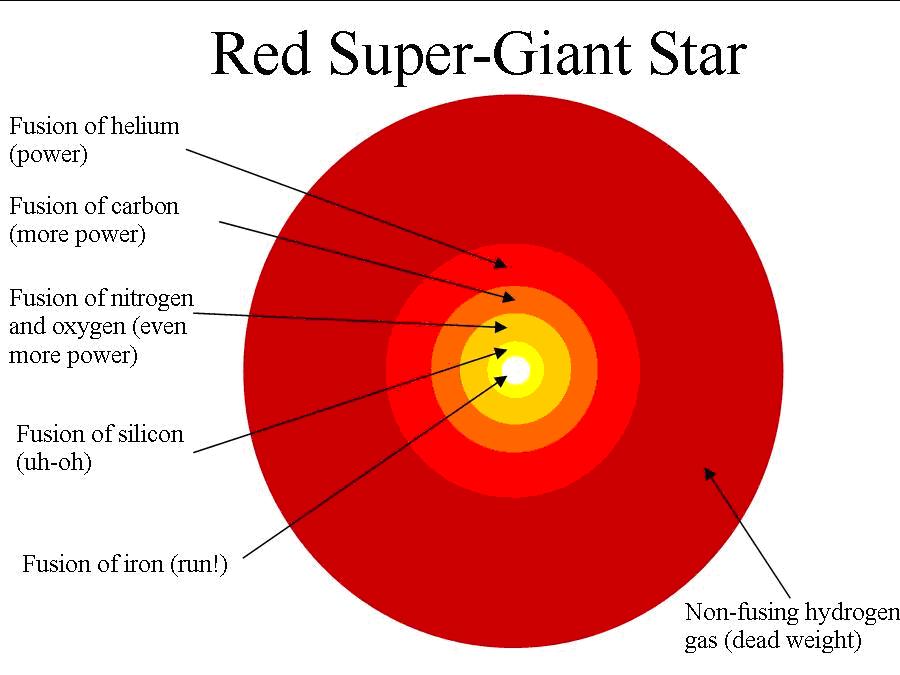 Red Super-Giant Star
Fusion of helium
(power)
Fusion of carbon
(more power)
Fusion of nitrogen
and oxygen (even
more power)
Fusion of silicon
(uh-oh)
Fusion of iron (run!)
Non-fusing hydrogen
gas (dead weight)